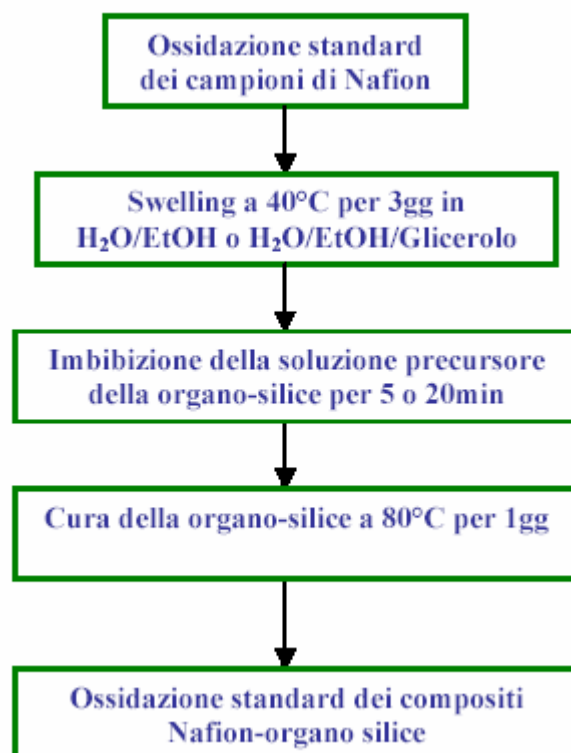 Ossidazione standard
dei campioni di Nafion
Swelling a 40°C per 3gg in
H₂O/EtOH o H₂O/EtOH/Glicerolo
Imbibizione della soluzione precursore
della organo-silice per 5 o 20min
Cura della organo-silice a 80°C per 1gg
Ossidazione standard dei compositi
Nafion-organo silice